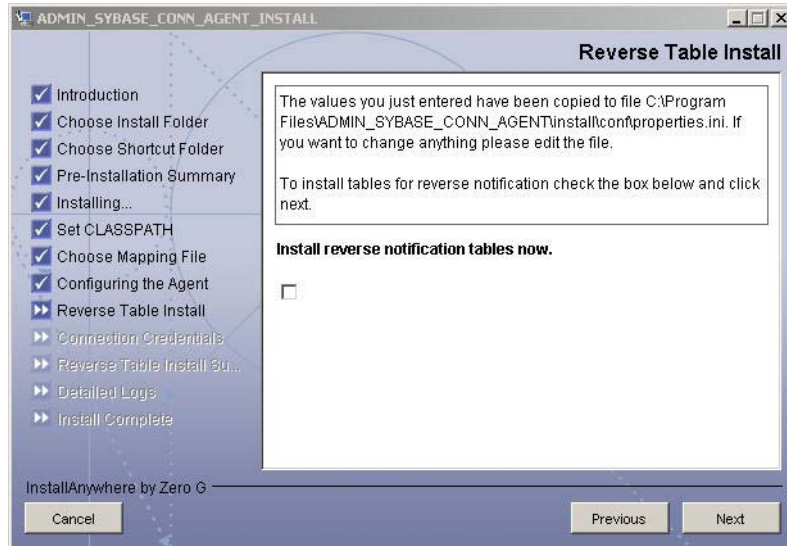 ADMIN_SYBASE_CONN_AGENT_INSTALL
Reverse Table Install
Introduction
Choose Install Folder
Choose Shortcut Folder
Pre-Installation Summary
Installing...
Set CLASSPATH
Choose Mapping File
Configuring the Agent
Reverse Table Install
Connection Credentials
Reverse Table Install Su...
Detailed Logs
Install Complete
The values you just entered have been copied to file C:\Program
Files\ADMIN_SYBASE_CONN_AGENT\install\conf\properties.ini. If
you want to change anything please edit the file.
To install tables for reverse notification check the box below and click
next.
Install reverse notification tables now.
InstallAnywhere by Zero G
Cancel
Previous
Next